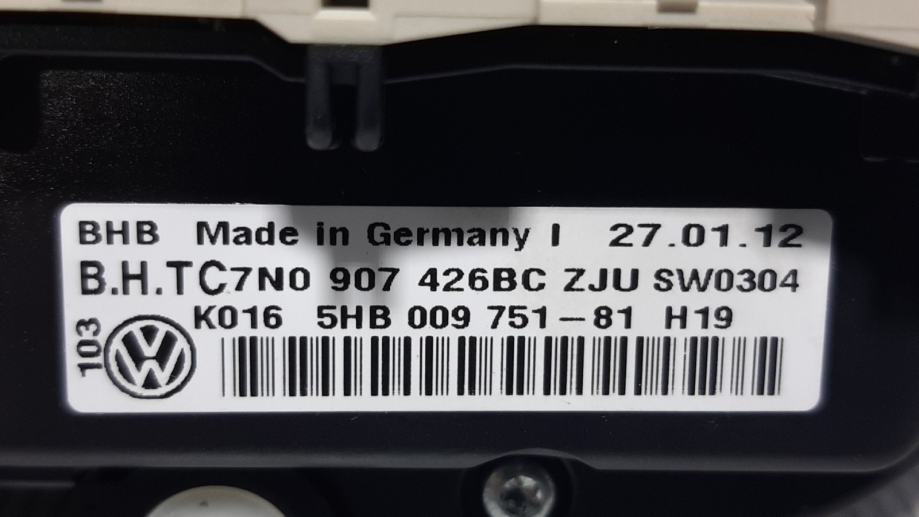 BHB Made in Germany I 27.01.12
B.H.TC7N0 907 426BC ZJU SW0304
K016 5HB 009 751-81 H19
103